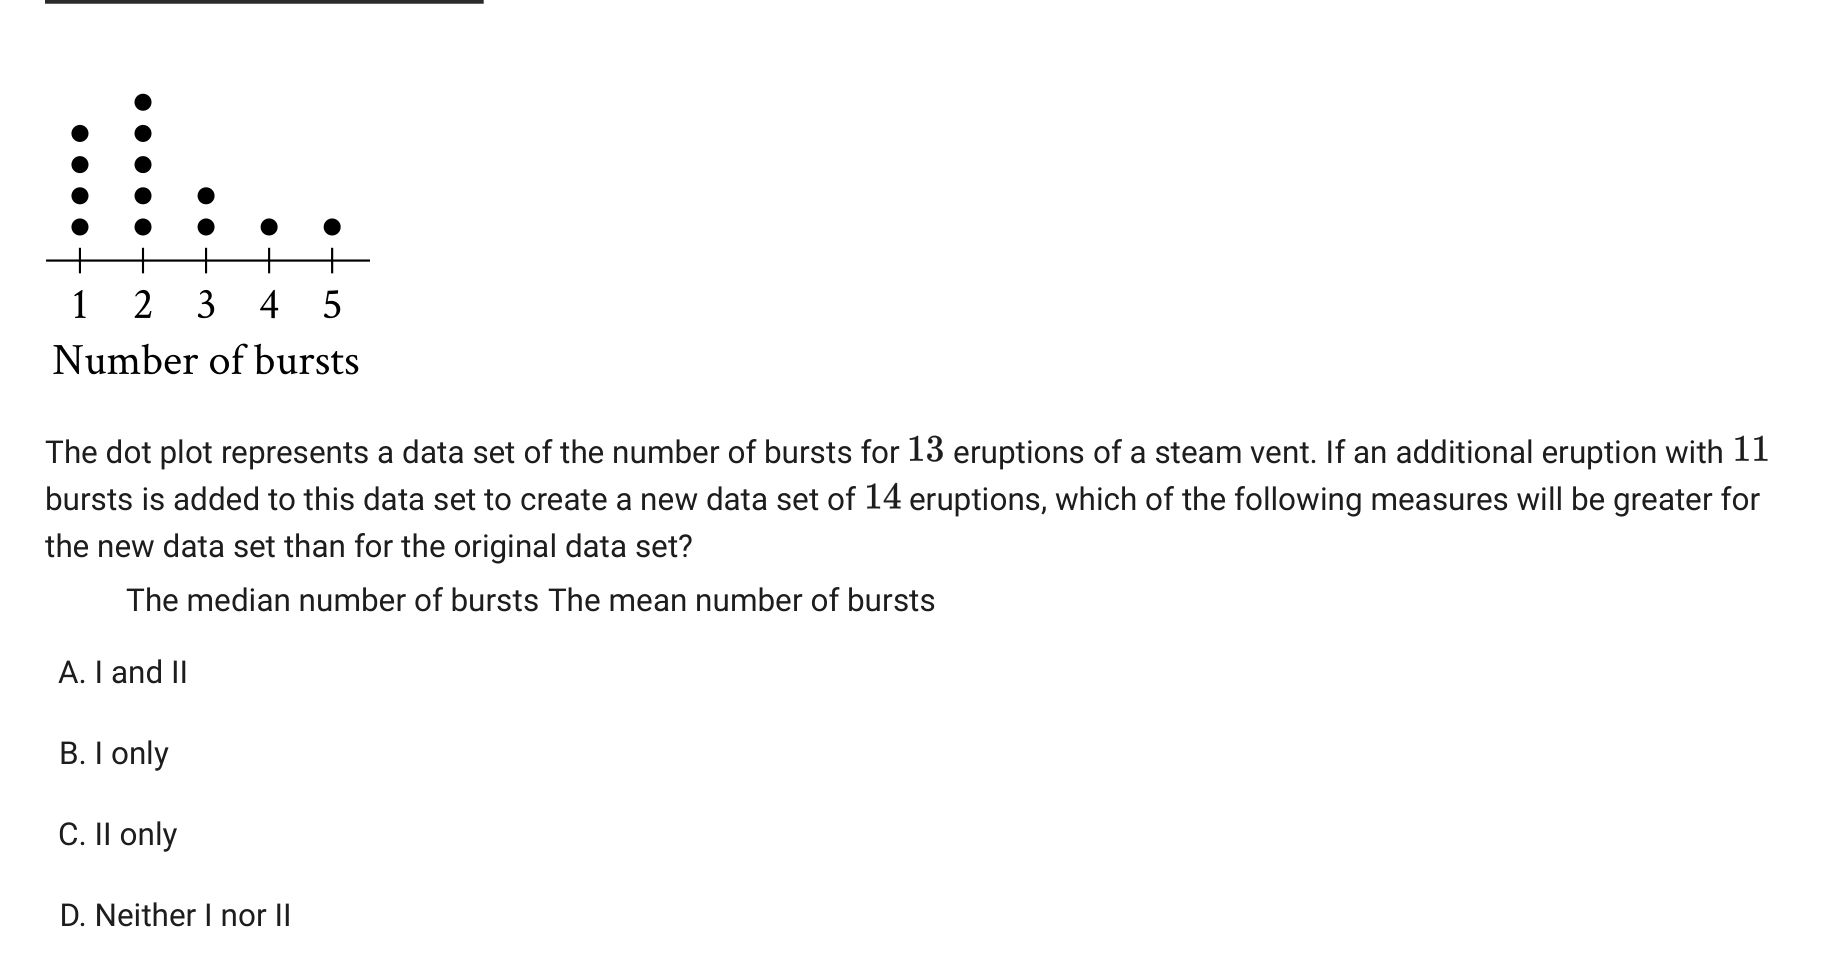 1 2 3 4 5
Number of bursts
The dot plot represents a data set of the number of bursts for 13 eruptions of a steam vent. If an additional eruption with 11
bursts is added to this data set to create a new data set of 14 eruptions, which of the following measures will be greater for
the new data set than for the original data set?
The median number of bursts The mean number of bursts
A. I and II
B. I only
C. II only
D. Neither I nor II